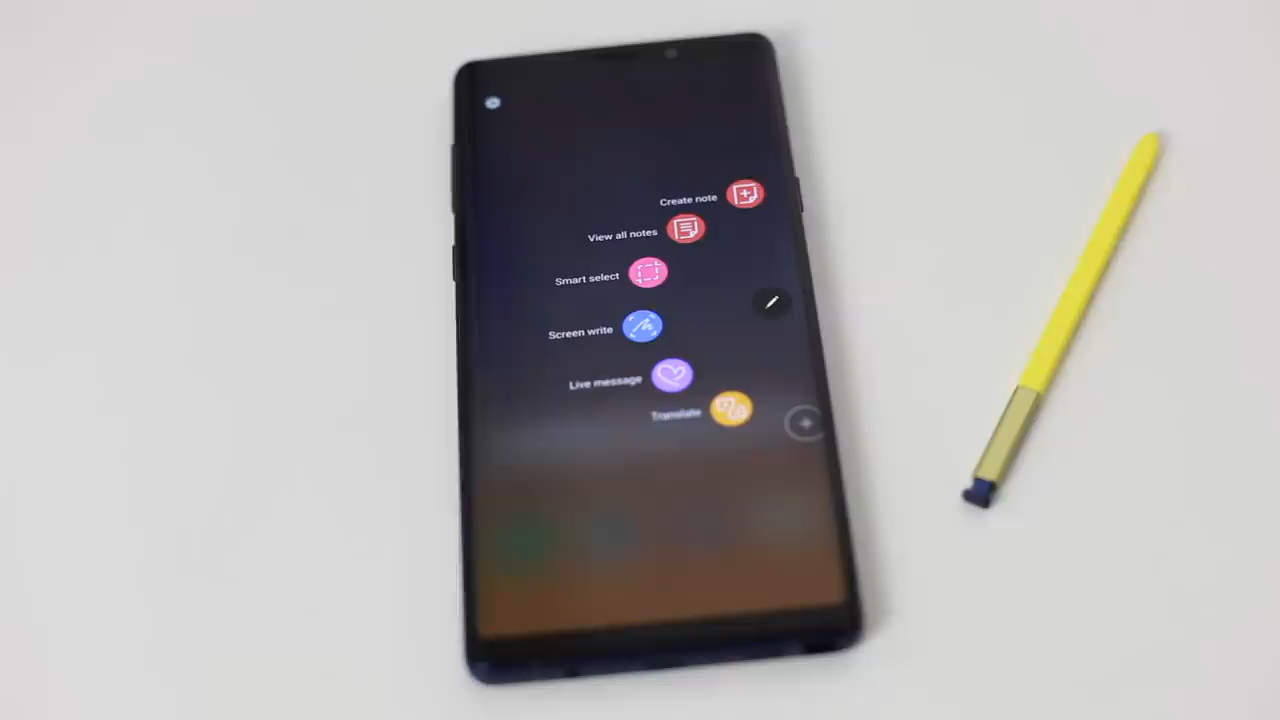 Create note
View all notes
Smart select
Screen write
Live message
Translate